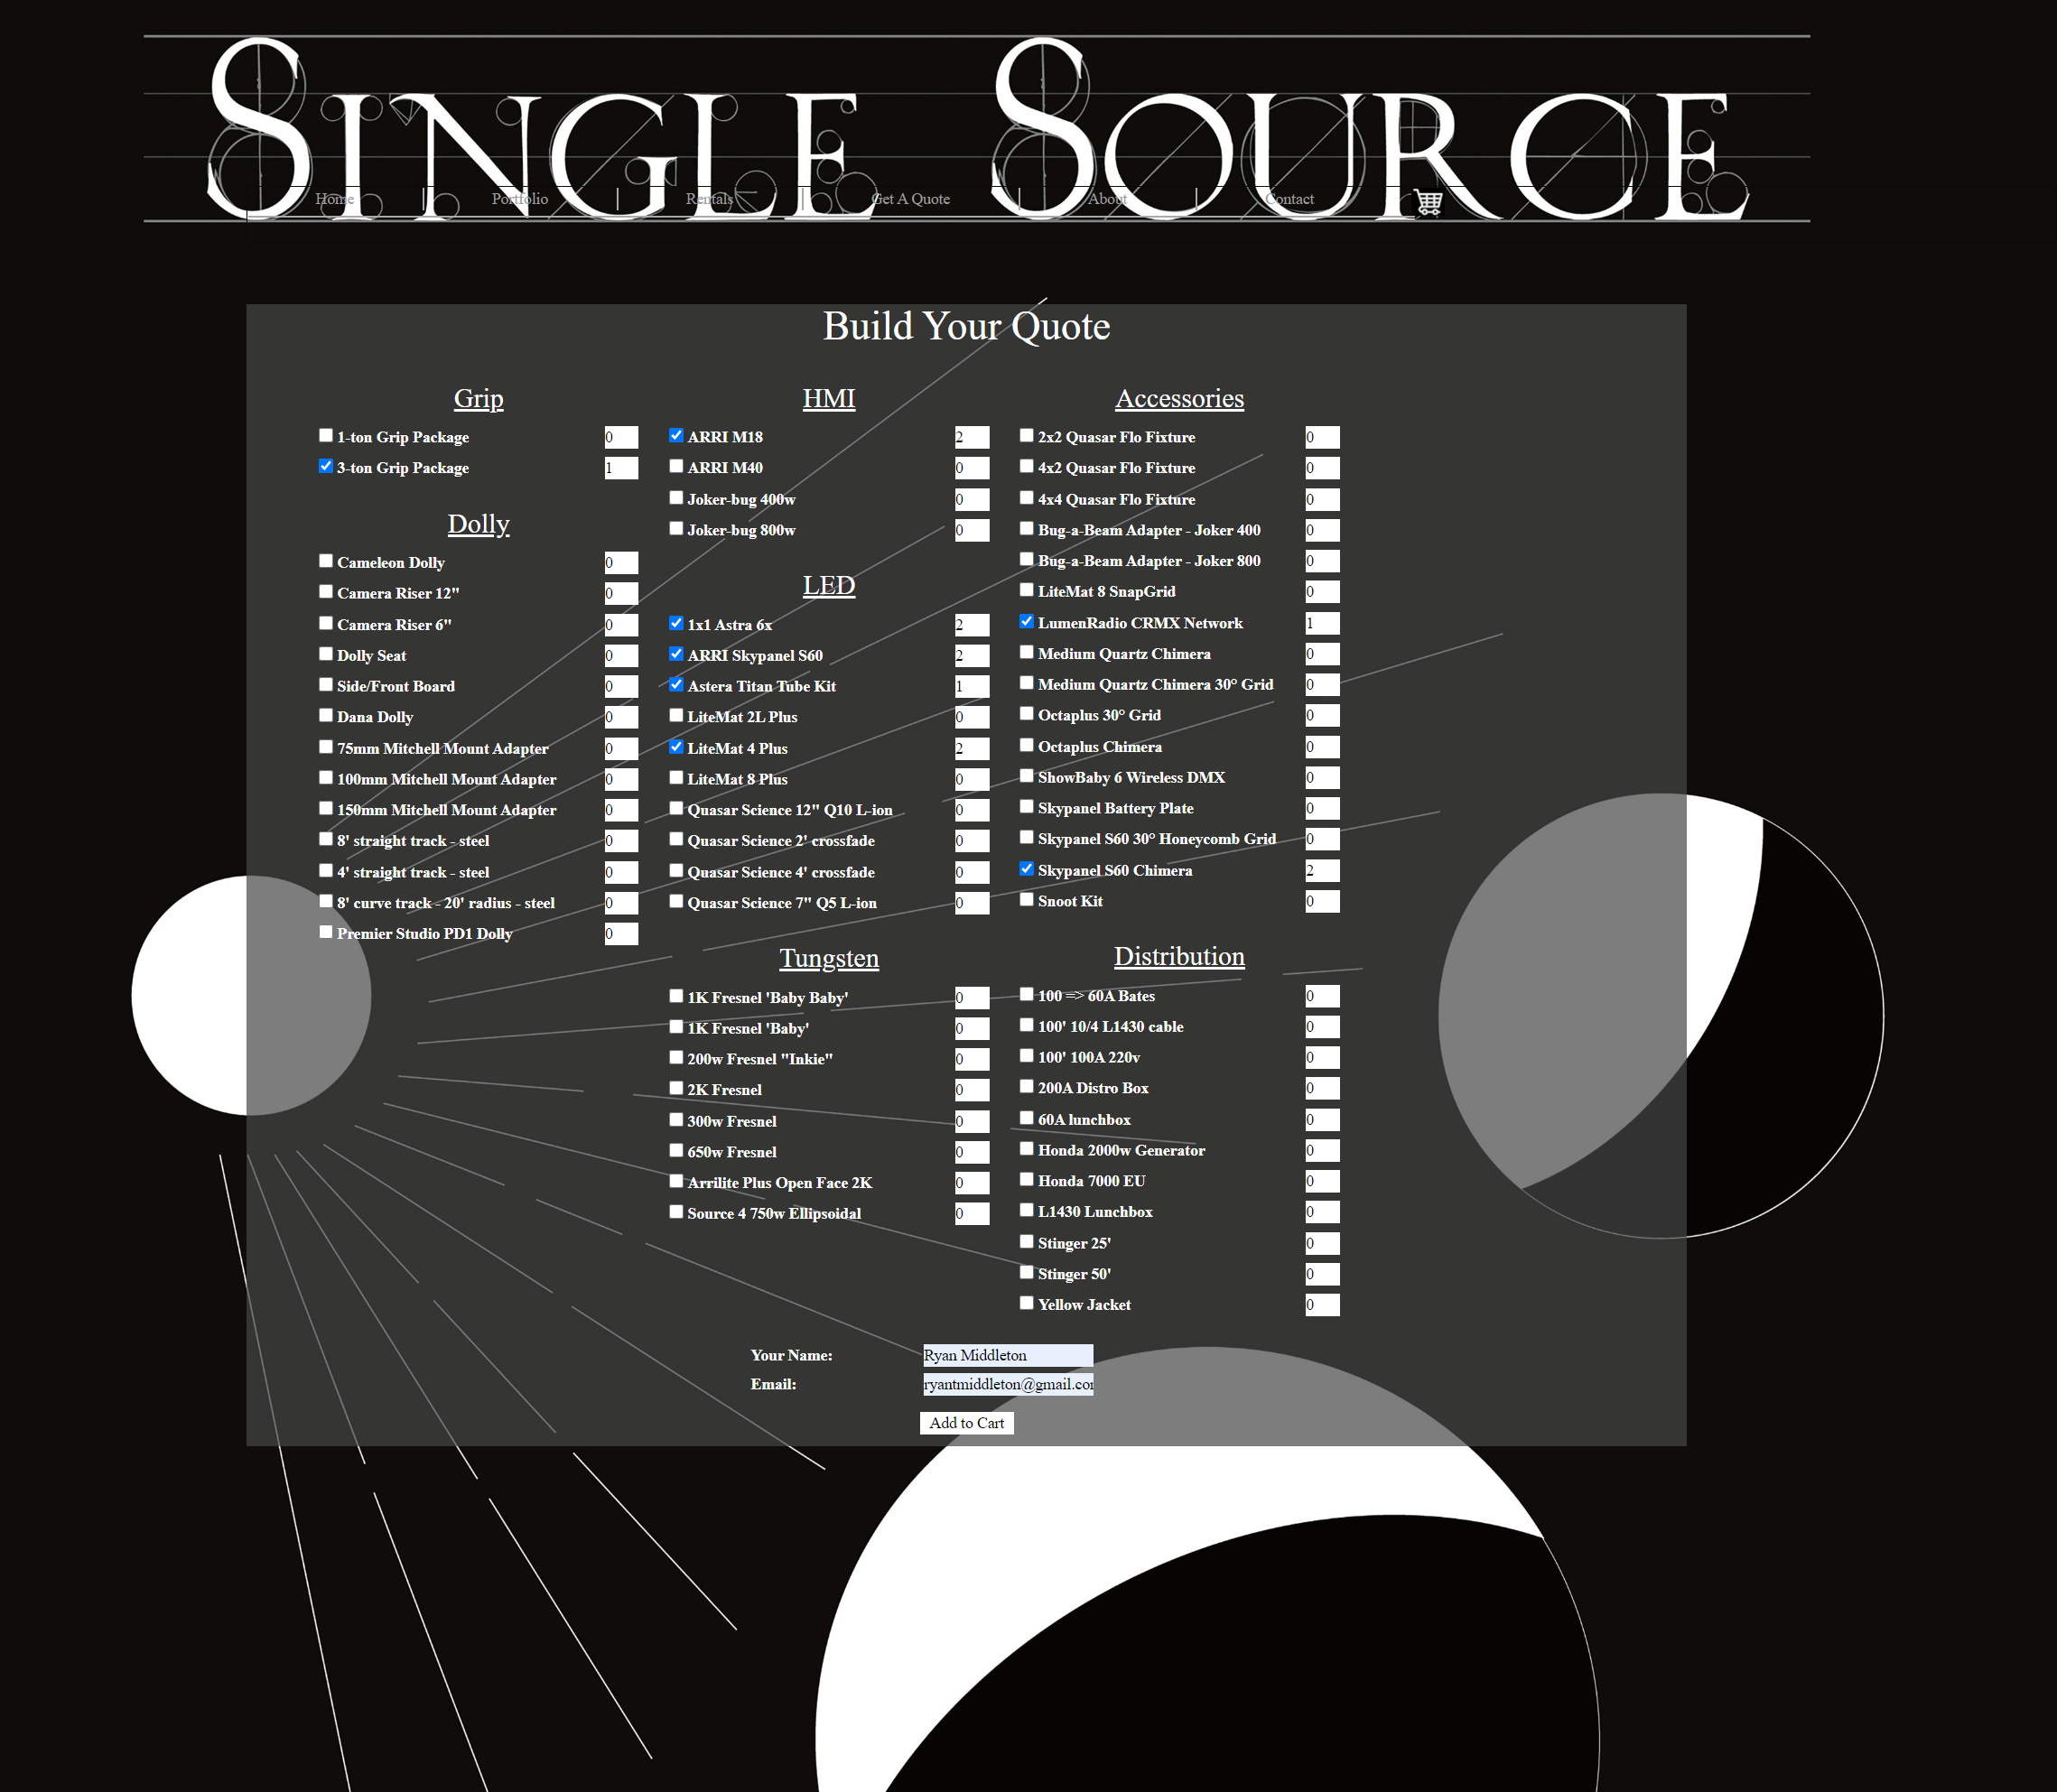 SINGLE SOURCE
Home
Portfolio
Rentals
Get A Quote
About
Contact
Build Your Quote
Grip
1-ton Grip Package 0
3-ton Grip Package 1
Dolly
Cameleon Dolly 0
Camera Riser 12" 0
Camera Riser 6" 0
Dolly Seat 0
Side/Front Board 0
Dana Dolly 0
75mm Mitchell Mount Adapter 0
100mm Mitchell Mount Adapter 0
150mm Mitchell Mount Adapter 0
8' straight track - steel 0
4' straight track - steel 0
8' curve track - 20' radius - steel 0
Premier Studio PD1 Dolly 0
HMI
ARRI M18 2
ARRI M40 0
Joker-bug 400w 0
Joker-bug 800w 0
LED
1x1 Astra 6x 2
ARRI Skypanel S60 2
Astera Titan Tube Kit 1
LiteMat 2L Plus 0
LiteMat 4 Plus 2
LiteMat 8 Plus 0
Quasar Science 12" Q10 L-ion 0
Quasar Science 2' crossfade 0
Quasar Science 4' crossfade 0
Quasar Science 7" Q5 L-ion 0
Tungsten
1K Fresnel 'Baby Baby' 0
1K Fresnel 'Baby' 0
200w Fresnel "Inkie" 0
2K Fresnel 0
300w Fresnel 0
650w Fresnel 0
Arrilite Plus Open Face 2K 0
Source 4 750w Ellipsoidal 0
Accessories
2x2 Quasar Flo Fixture 0
4x2 Quasar Flo Fixture 0
4x4 Quasar Flo Fixture 0
Bug-a-Beam Adapter - Joker 400 0
Bug-a-Beam Adapter - Joker 800 0
LiteMat 8 SnapGrid 0
LumenRadio CRMX Network 1
Medium Quartz Chimera 0
Medium Quartz Chimera 30° Grid 0
Octaplus 30° Grid 0
Octaplus Chimera 0
ShowBaby 6 Wireless DMX 0
Skypanel Battery Plate 0
Skypanel S60 30° Honeycomb Grid 0
Skypanel S60 Chimera 2
Snoot Kit 0
Distribution
100 => 60A Bates 0
100' 10/4 L1430 cable 0
100' 100A 220v 0
200A Distro Box 0
60A lunchbox 0
Honda 2000w Generator 0
Honda 7000 EU 0
L1430 Lunchbox 0
Stinger 25' 0
Stinger 50' 0
Yellow Jacket 0
Your Name: Ryan Middleton
Email: ryantmiddleton@gmail.co
Add to Cart